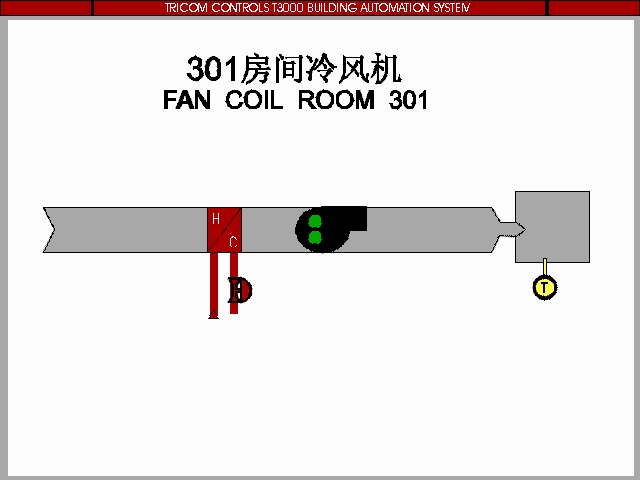 TRICOM CONTROLS T3000 BUILDING AUTOMATION SYSTEM
301房间冷风机
FAN COIL ROOM 301
H
C
T